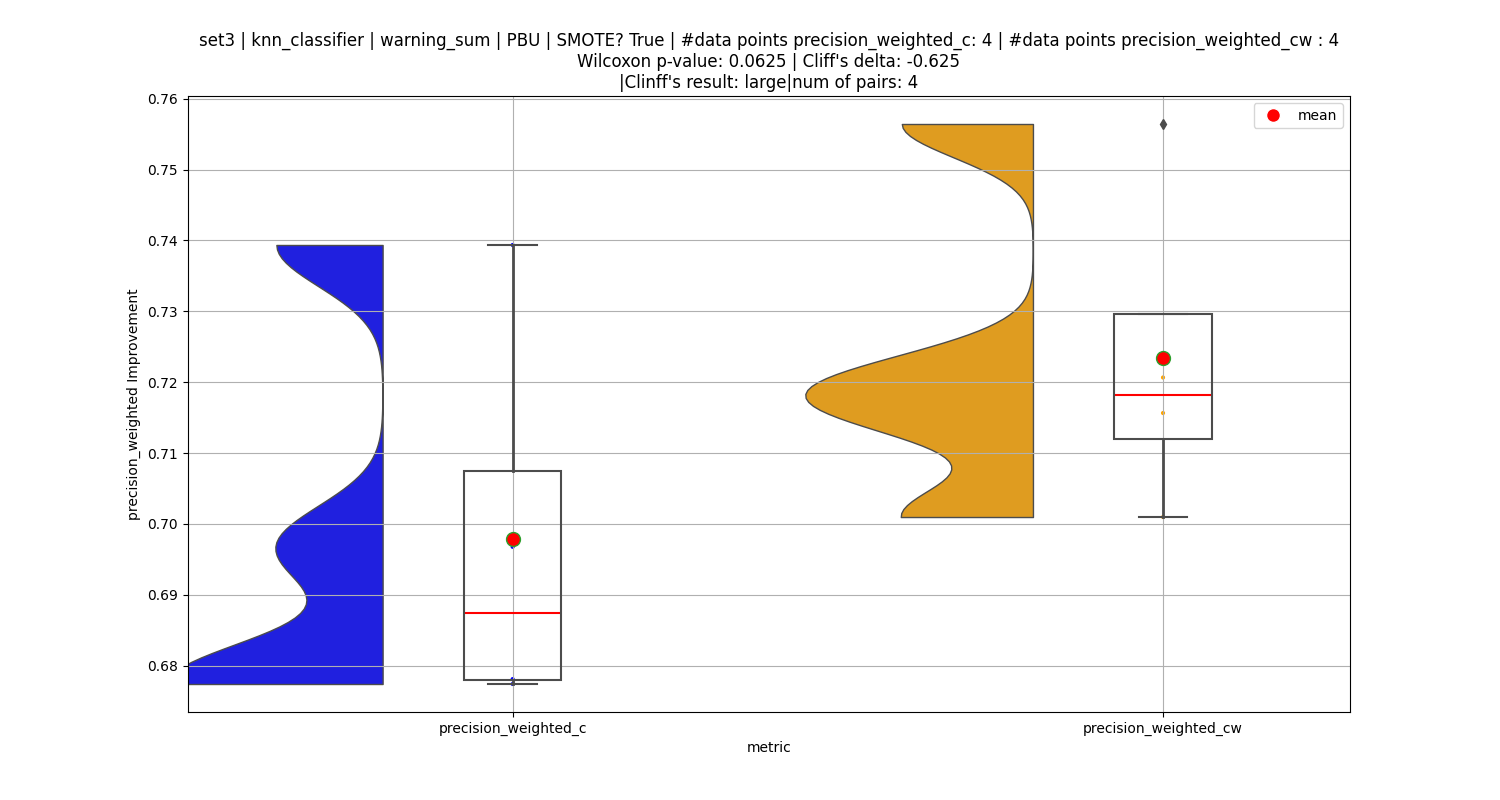 set3 | knn_classifier | warning_sum | PBU | SMOTE? True | #data points precision_weighted_c: 4 | #data points precision_weighted_cw : 4
Wilcoxon p-value: 0.0625 | Cliff's delta: -0.625
|Clinff's result: large|num of pairs: 4
mean
0.76
0.75
0.74
0.73
0.72
0.71
0.70
0.69
0.68
precision_weighted Improvement
precision_weighted_c
precision_weighted_cw
metric